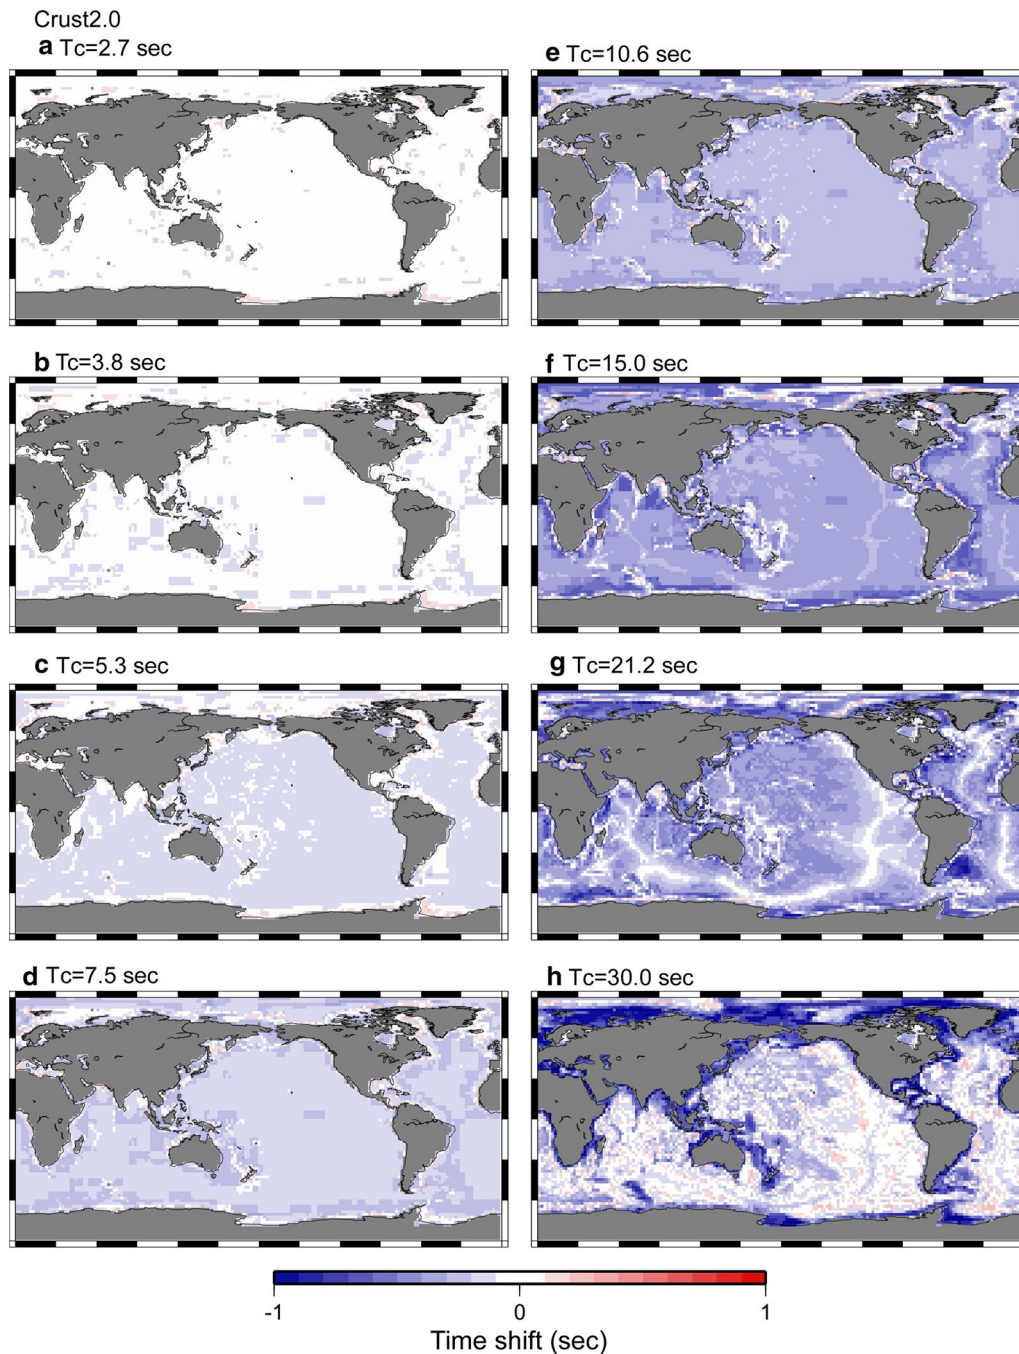 Crust2.0
a Tc=2.7 sec
e Tc=10.6 sec
b Tc=3.8 sec
f Tc=15.0 sec
c Tc=5.3 sec
g Tc=21.2 sec
d Tc=7.5 sec
h Tc=30.0 sec
-1 0 1
Time shift (sec)